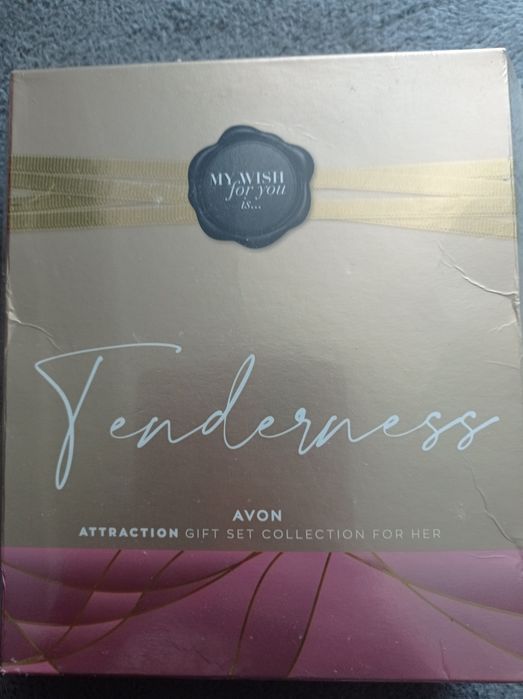 MY WISH
for you
is...
Tenderness
AVON
ATTRACTION GIFT SET COLLECTION FOR HER